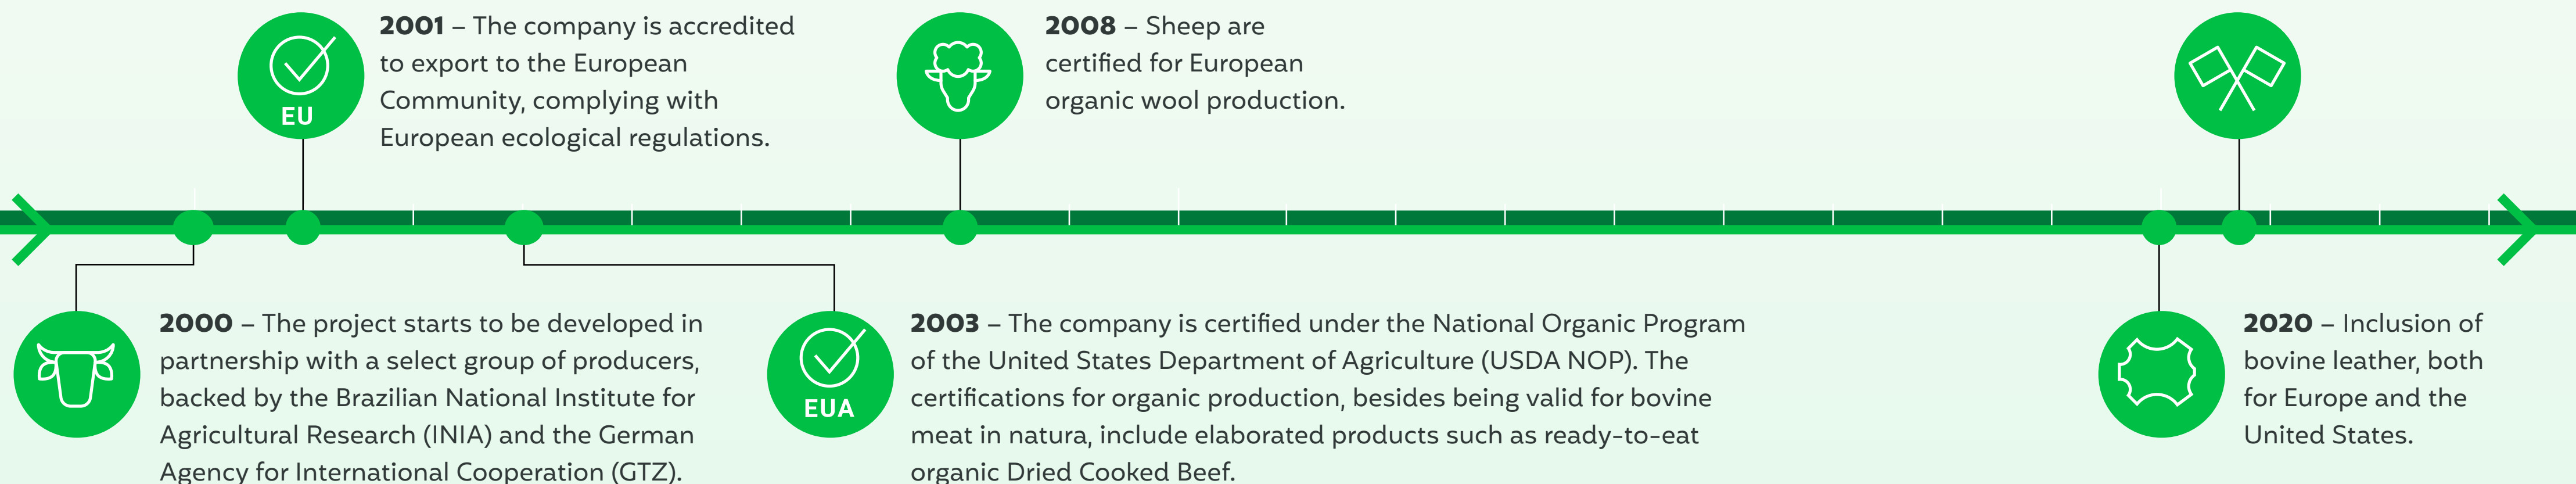 EU
2001 – The company is accredited
to export to the European
Community, complying with
European ecological regulations.
2008 – Sheep are
certified for European
organic wool production.
2000 – The project starts to be developed in
partnership with a select group of producers,
backed by the Brazilian National Institute for
Agricultural Research (INIA) and the German
Agency for International Cooperation (GTZ).
EUA
2003 – The company is certified under the National Organic Program
of the United States Department of Agriculture (USDA NOP). The
certifications for organic production, besides being valid for bovine
meat in natura, include elaborated products such as ready-to-eat
organic Dried Cooked Beef.
2020 – Inclusion of
bovine leather, both
for Europe and the
United States.